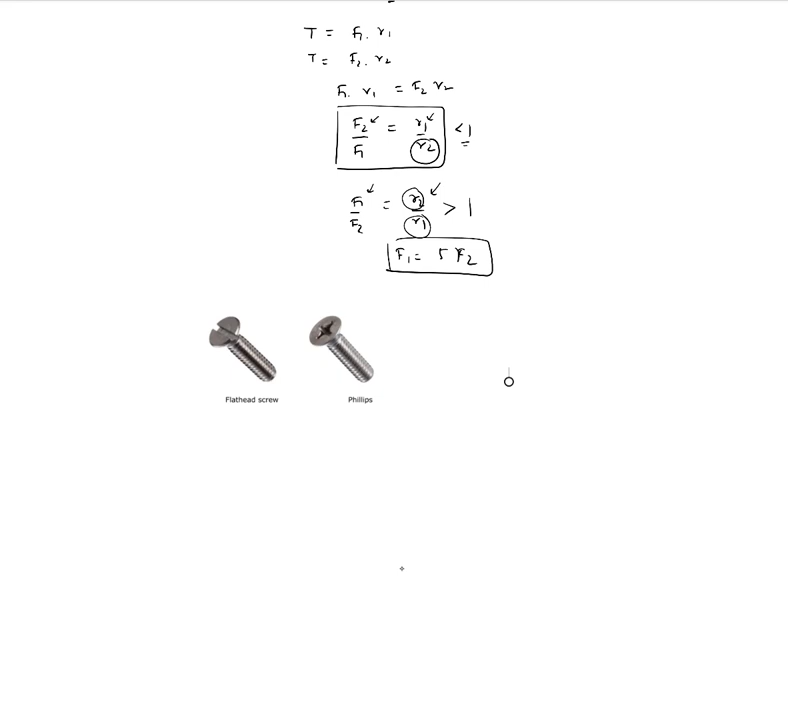 T = F₁. r₁
T = F₂. r₂
F₁. r₁ = F₂ r₂
F₂/F₁ = r₁/r₂ < 1
F₁/F₂ = r₂/r₁ > 1
F₁ = 5 F₂
Flathead screw Phillips